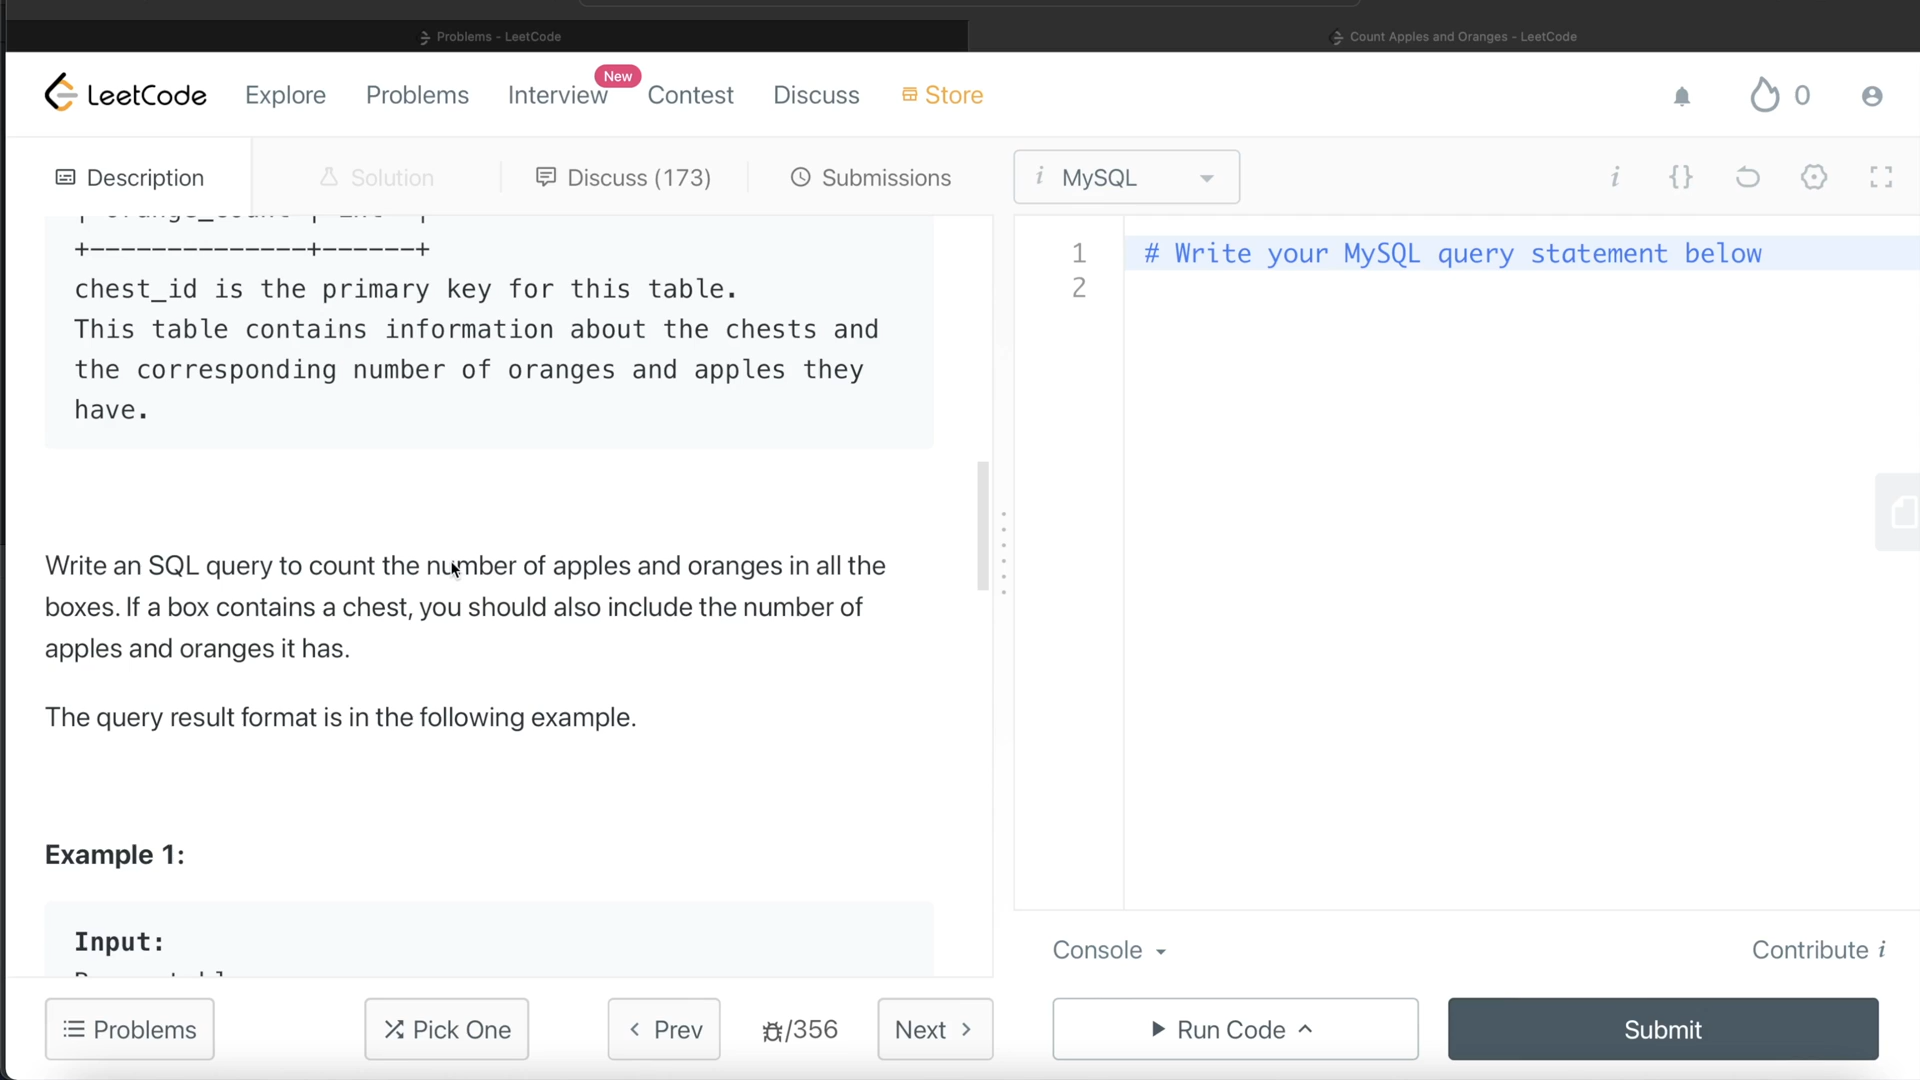 Problems - LeetCode
Count Apples and Oranges - LeetCode
LeetCode
Explore
Problems
Interview
New
Contest
Discuss
Store
0
Description
Solution
Discuss (173)
Submissions
i MySQL
i {}
| orange_count | int |
+--------------+------+
chest_id is the primary key for this table.
This table contains information about the chests and
the corresponding number of oranges and apples they
have.
Write an SQL query to count the number of apples and oranges in all the
boxes. If a box contains a chest, you should also include the number of
apples and oranges it has.
The query result format is in the following example.
Example 1:
Input:
1 # Write your MySQL query statement below
2
Console
Contribute i
Problems
Pick One
Prev
/356
Next
Run Code
Submit